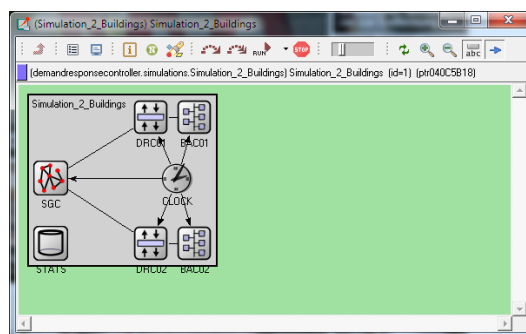 (Simulation_2_Buildings) Simulation_2_Buildings
RUN
STOP
abc
(demandresponsecontroller.simulations.Simulation_2_Buildings) Simulation_2_Buildings (id=1) (ptr040C5B18)
Simulation_2_Buildings
DRC01 BAC01
SGC
CLOCK
STATS
DRC02 BAC02